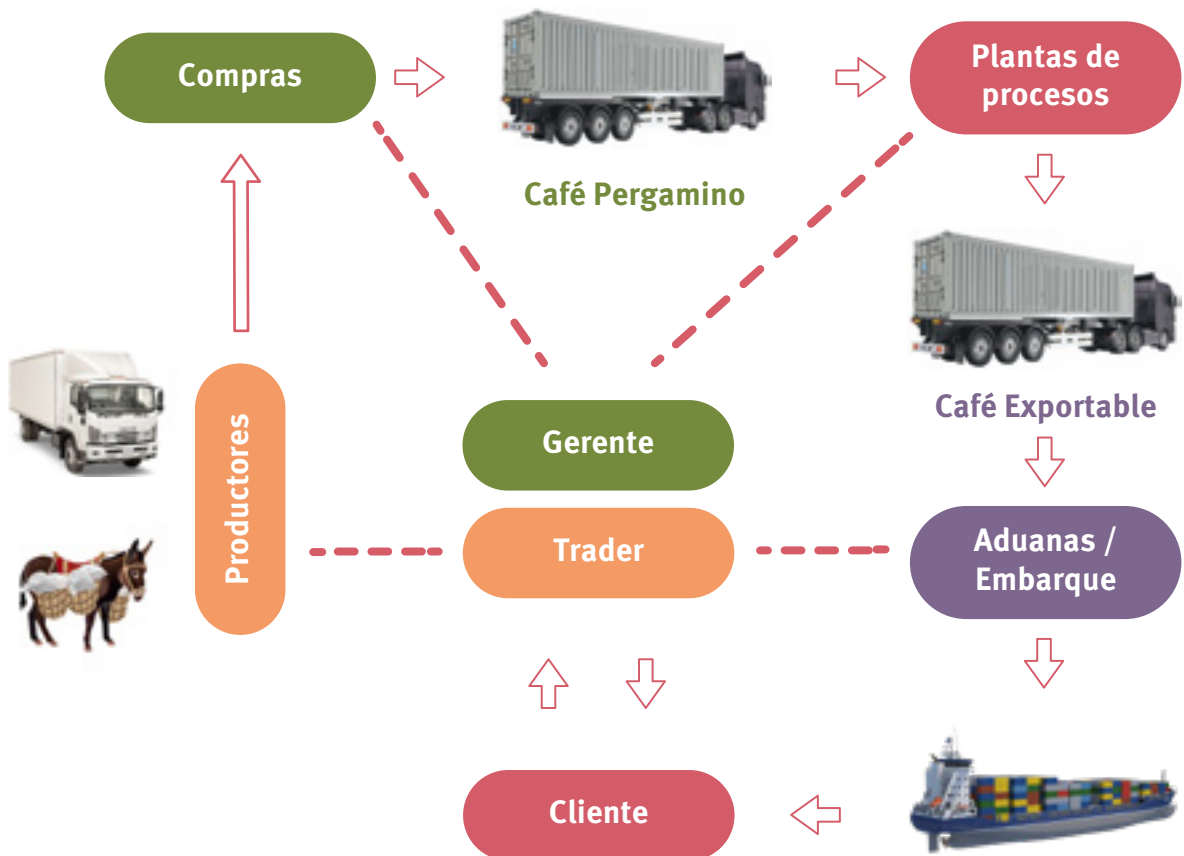 Compras
Plantas de
procesos
Café Pergamino
Café Exportable
Productores
Gerente
Trader
Aduanas /
Embarque
Cliente